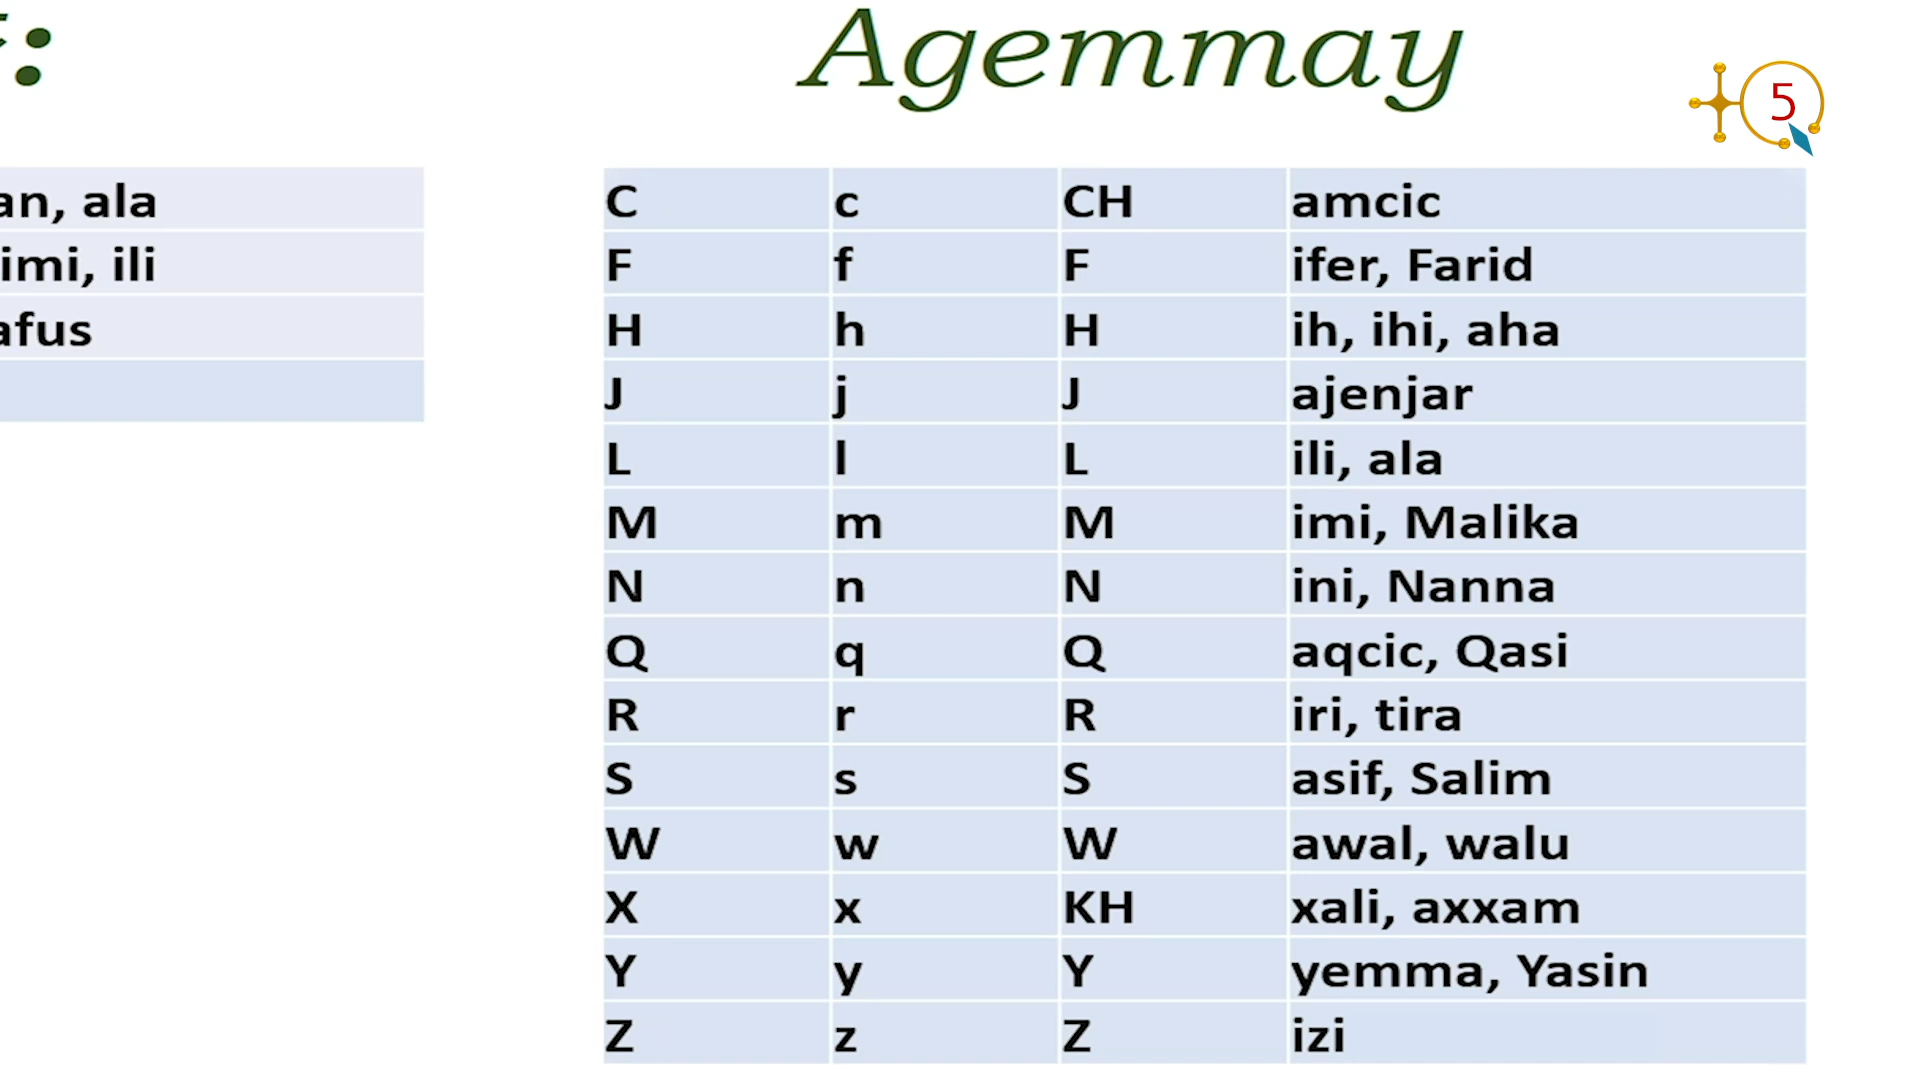 :
Agemmay
5
an, ala
imi, ili
afus
C c CH amcic
F f F ifer, Farid
H h H ih, ihi, aha
J j J ajenjar
L l L ili, ala
M m M imi, Malika
N n N ini, Nanna
Q q Q aqcic, Qasi
R r R iri, tira
S s S asif, Salim
W w W awal, walu
X x KH xali, axxam
Y y Y yemma, Yasin
Z z Z izi